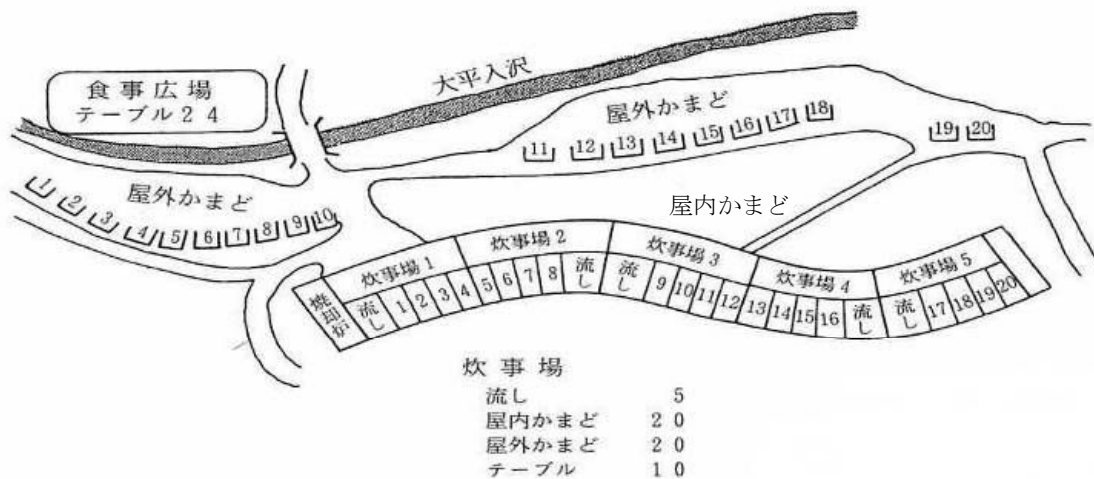 食事広場
テーブル24
大平入沢
屋外かまど
11 12 13 14 15 16 17 18
19 20
屋外かまど
1 2 3 4 5 6 7 8 9 10
屋内かまど
炊事場1 炊事場2 炊事場3 炊事場4 炊事場5
焼却炉 流し 1 2 3 4 5 6 7 8 流し 流し 9 10 11 12 13 14 15 16 流し 流し 17 18 19 20
炊事場
流し 5
屋内かまど 20
屋外かまど 20
テーブル 10